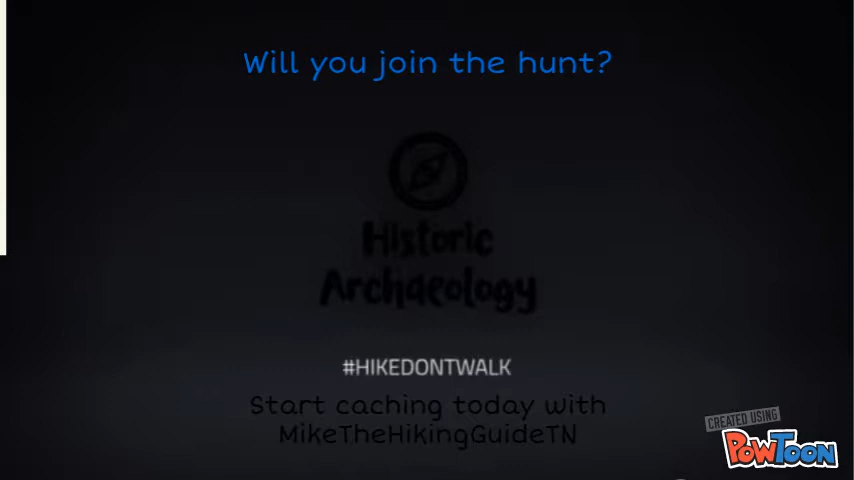 Will you join the hunt?
Historic
Archaeology
#HIKEDONTWALK
Start caching today with
MikeTheHikingGuideTN
CREATED USING
POWTOON